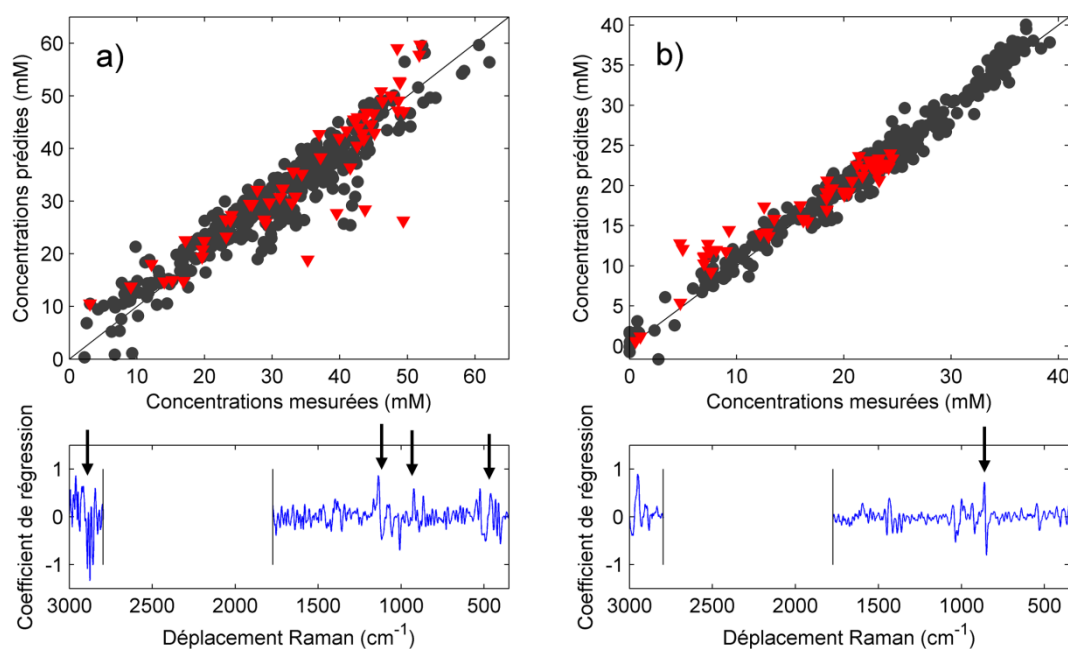 a)
Concentrations prédites (mM)
60
50
40
30
20
10
0
0 10 20 30 40 50 60
Concentrations mesurées (mM)
b)
Concentrations prédites (mM)
40
35
30
25
20
15
10
5
0
0 10 20 30 40
Concentrations mesurées (mM)
Coefficient de régression
1
0
-1
3000 2500 2000 1500 1000 500
Déplacement Raman (cm⁻¹)
Coefficient de régression
1
0
-1
3000 2500 2000 1500 1000 500
Déplacement Raman (cm⁻¹)